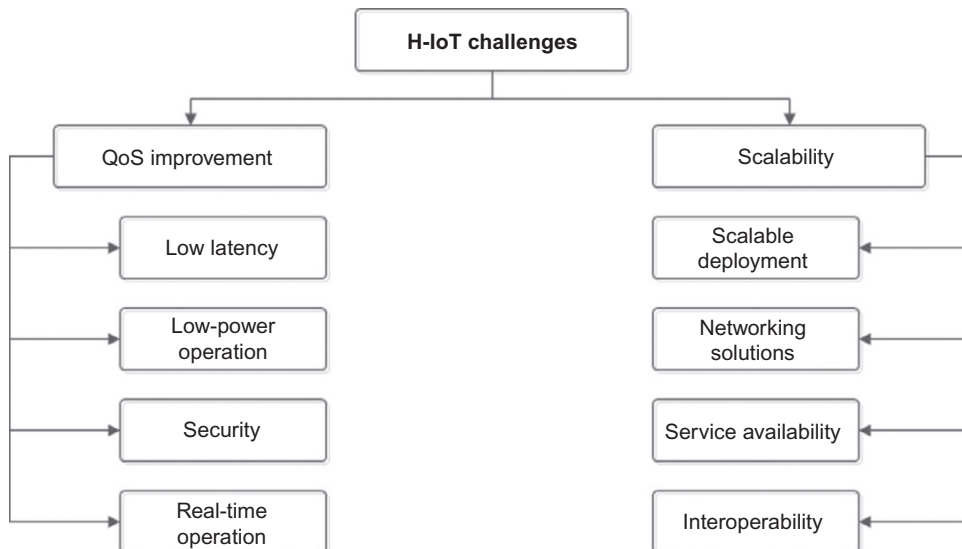 H-IoT challenges
QoS improvement
Low latency
Low-power
operation
Security
Real-time
operation
Scalability
Scalable
deployment
Networking
solutions
Service availability
Interoperability